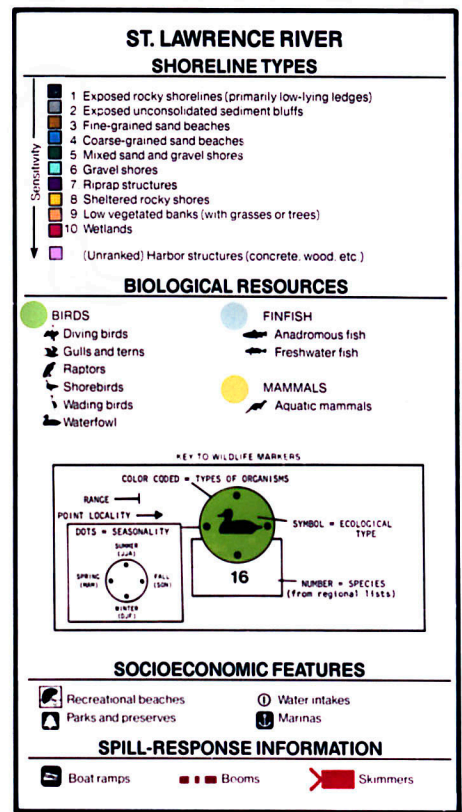 ST. LAWRENCE RIVER
SHORELINE TYPES
Sensitivity
1 Exposed rocky shorelines (primarily low-lying ledges)
2 Exposed unconsolidated sediment bluffs
3 Fine-grained sand beaches
4 Coarse-grained sand beaches
5 Mixed sand and gravel shores
6 Gravel shores
7 Riprap structures
8 Sheltered rocky shores
9 Low vegetated banks (with grasses or trees)
10 Wetlands
(Unranked) Harbor structures (concrete, wood, etc.)
BIOLOGICAL RESOURCES
BIRDS
Diving birds
Gulls and terns
Raptors
Shorebirds
Wading birds
Waterfowl
FINFISH
Anadromous fish
Freshwater fish
MAMMALS
Aquatic mammals
KEY TO WILDLIFE MARKERS
COLOR CODED = TYPES OF ORGANISMS
RANGE
POINT LOCALITY
DOTS = SEASONALITY
SUMMER
(JJA)
SPRING
(MAM)
FALL
(SON)
WINTER
(DJF)
SYMBOL = ECOLOGICAL
TYPE
16
NUMBER = SPECIES
(from regional lists)
SOCIOECONOMIC FEATURES
Recreational beaches
Water intakes
Parks and preserves
Marinas
SPILL-RESPONSE INFORMATION
Boat ramps
Booms
Skimmers